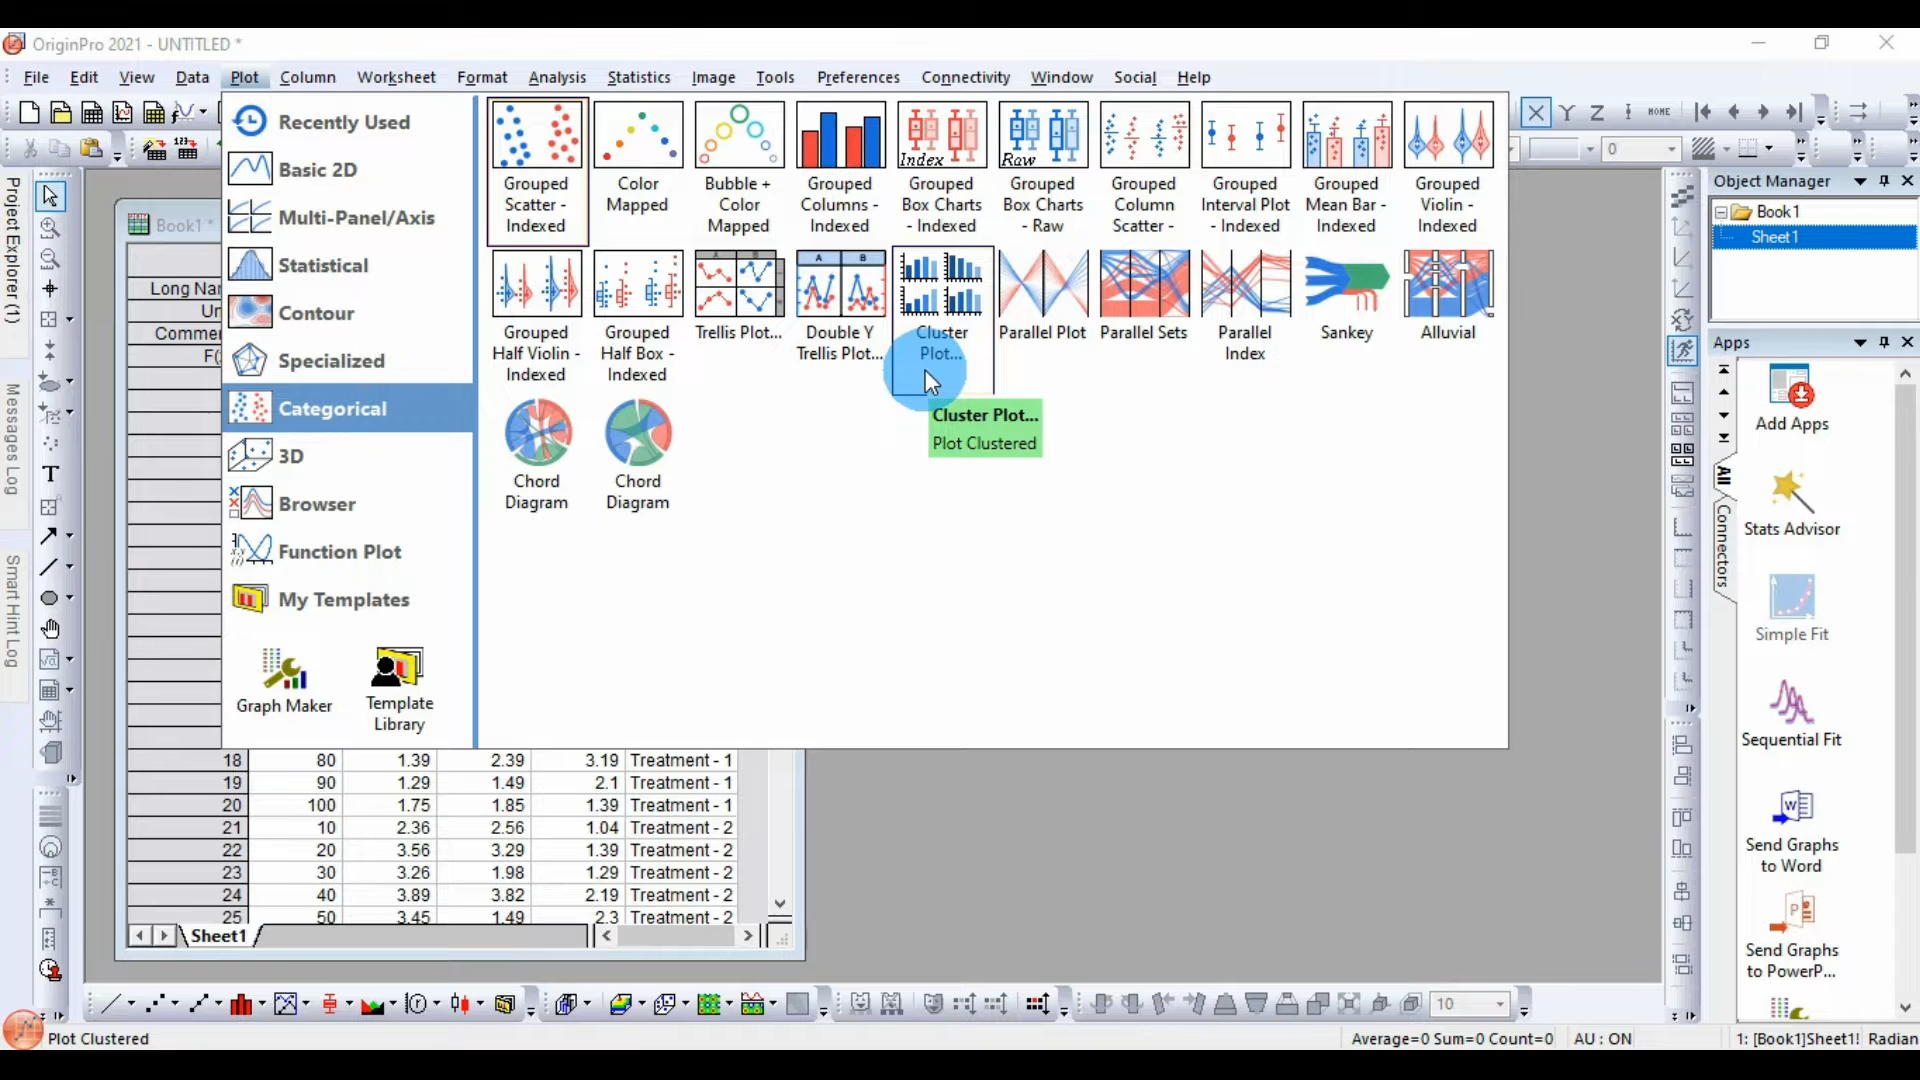 OriginPro 2021 - UNTITLED *
File Edit View Data Plot Column Worksheet Format Analysis Statistics Image Tools Preferences Connectivity Window Social Help
Recently Used
Basic 2D
Multi-Panel/Axis
Statistical
Contour
Specialized
Categorical
3D
Browser
Function Plot
My Templates
Graph Maker
Template
Library
Grouped
Scatter -
Indexed
Color
Mapped
Bubble +
Color
Mapped
Grouped
Columns -
Indexed
Index
Grouped
Box Charts
- Indexed
Raw
Grouped
Box Charts
- Raw
Grouped
Column
Scatter -
Grouped
Interval Plot
- Indexed
Grouped
Mean Bar -
Indexed
Grouped
Violin -
Indexed
Grouped
Half Violin -
Indexed
Grouped
Half Box -
Indexed
A B
Trellis Plot...
A B
Double Y
Trellis Plot...
Cluster
Plot...
Parallel Plot
Parallel Sets
Parallel
Index
Sankey
Alluvial
Chord
Diagram
Chord
Diagram
Cluster Plot...
Plot Clustered
X Y Z HOME
0
Project Explorer (1)
Messages Log
Smart Hint Log
Book1 *
Long Nar
Un
Commer
F(
18 80 1.39 2.39 3.19 Treatment - 1
19 90 1.29 1.49 2.1 Treatment - 1
20 100 1.75 1.85 1.39 Treatment - 1
21 10 2.36 2.56 1.04 Treatment - 2
22 20 3.56 3.29 1.39 Treatment - 2
23 30 3.26 1.98 1.29 Treatment - 2
24 40 3.89 3.82 2.19 Treatment - 2
25 50 3.45 1.49 2.3 Treatment - 2
Sheet1
Object Manager
Book1
Sheet1
Apps
All
Connectors
Add Apps
Stats Advisor
Simple Fit
Sequential Fit
Send Graphs
to Word
Send Graphs
to PowerP...
10
Plot Clustered
Average=0 Sum=0 Count=0 AU : ON 1: [Book1]Sheet1! Radian